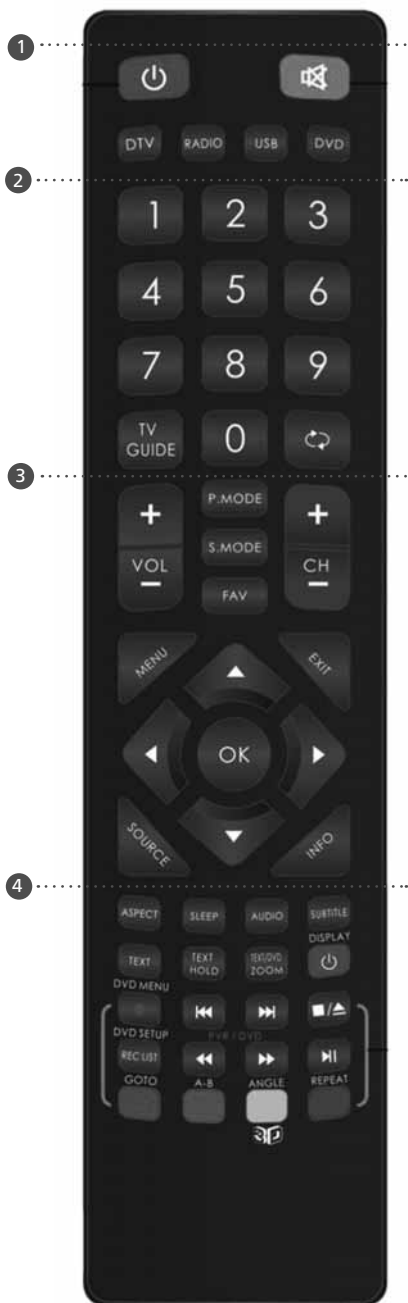 1
DTV RADIO USB DVD
2
1 2 3
4 5 6
7 8 9
TV GUIDE 0
3
P.MODE
+ +
S.MODE
VOL CH
- -
FAV
MENU EXIT
OK
SOURCE INFO
4
ASPECT SLEEP AUDIO SUBTITLE
DISPLAY
TEXT TEXT HOLD TEXT/DVD ZOOM
DVD MENU
DVD SETUP PVR / DVD
REC LIST
GOTO A-B ANGLE REPEAT
3D